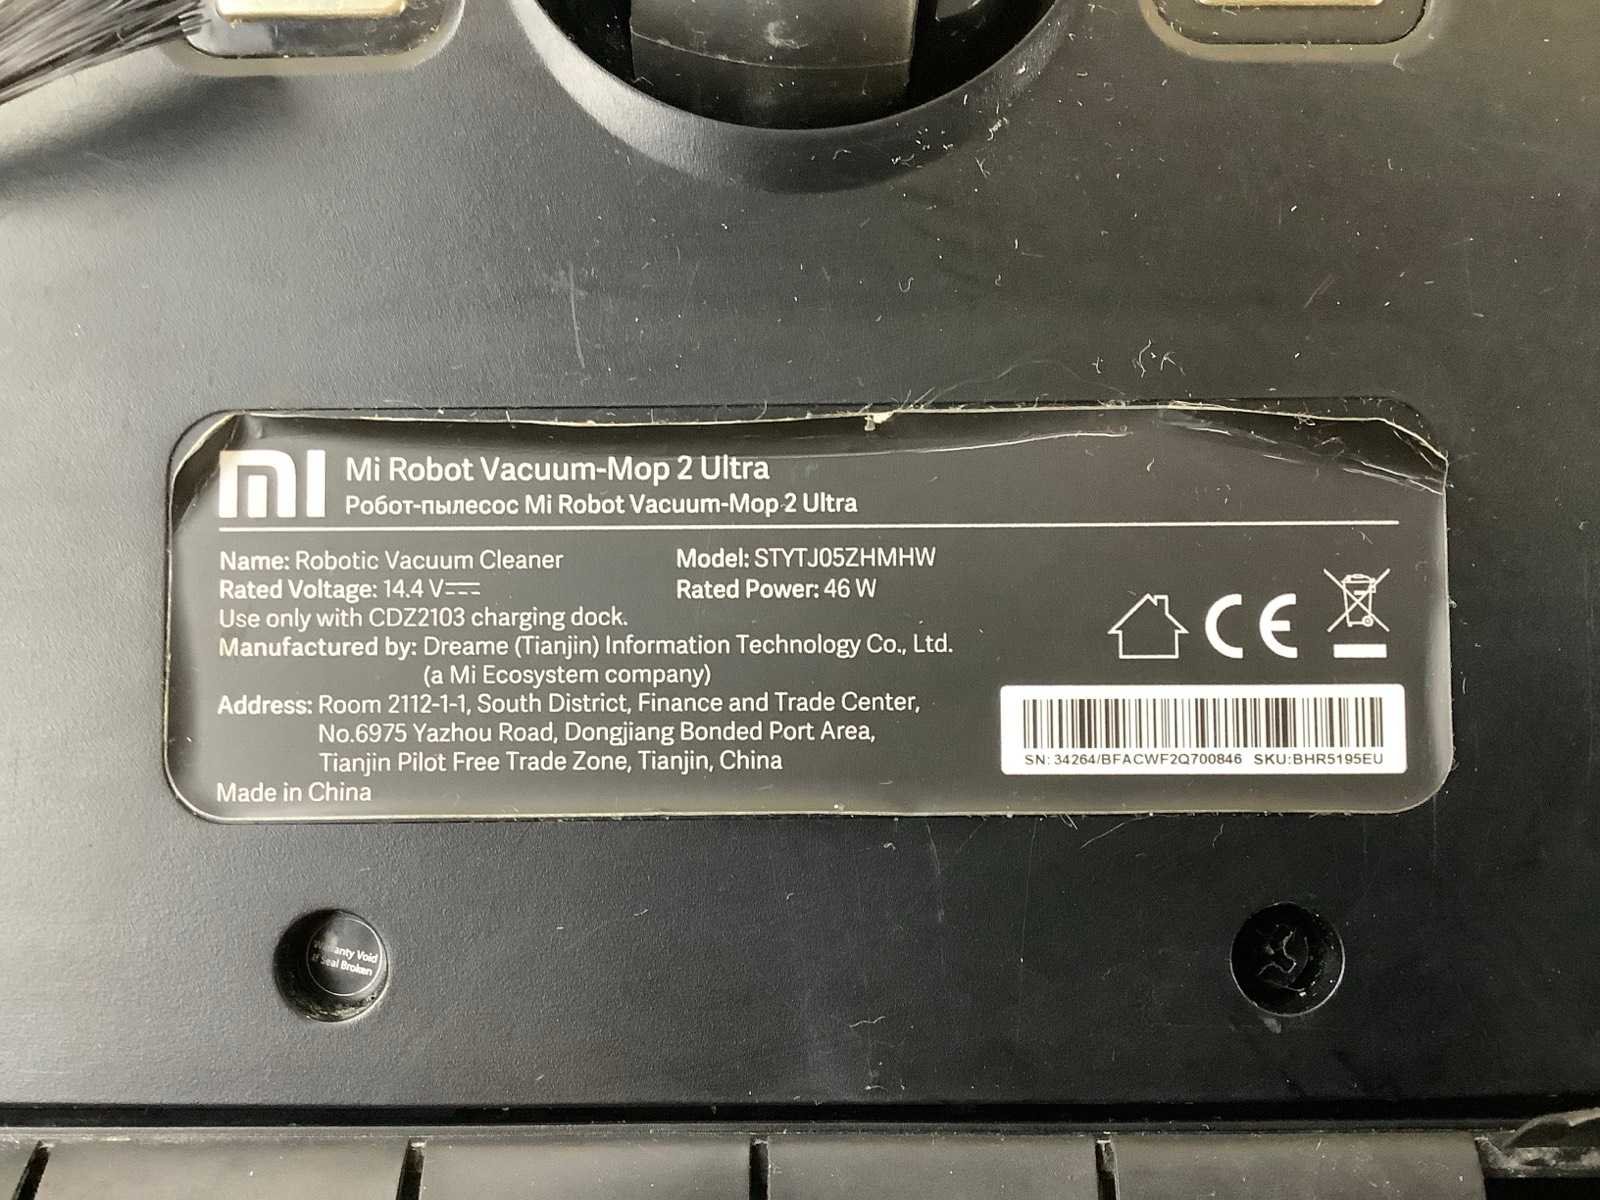 mi
Mi Robot Vacuum-Mop 2 Ultra
Робот-пылесос Mi Robot Vacuum-Mop 2 Ultra
Name: Robotic Vacuum Cleaner
Model: STYTJ05ZHMHW
Rated Voltage: 14.4 V
Rated Power: 46 W
Use only with CDZ2103 charging dock.
Manufactured by: Dreame (Tianjin) Information Technology Co., Ltd.
(a Mi Ecosystem company)
Address: Room 2112-1-1, South District, Finance and Trade Center,
No.6975 Yazhou Road, Dongjiang Bonded Port Area,
Tianjin Pilot Free Trade Zone, Tianjin, China
Made in China
CE
SN: 34264/BFACWF2Q700846 SKU:BHR5195EU
Warranty Void
if Seal Broken